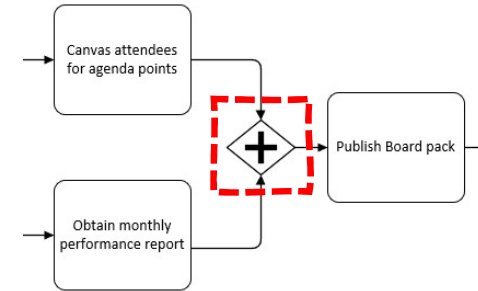 Canvas attendees
for agenda points
Publish Board pack
Obtain monthly
performance report